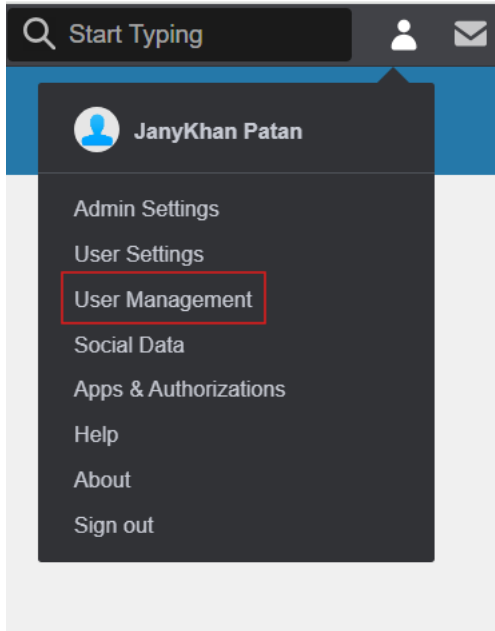 Start Typing
JanyKhan Patan
Admin Settings
User Settings
User Management
Social Data
Apps & Authorizations
Help
About
Sign out